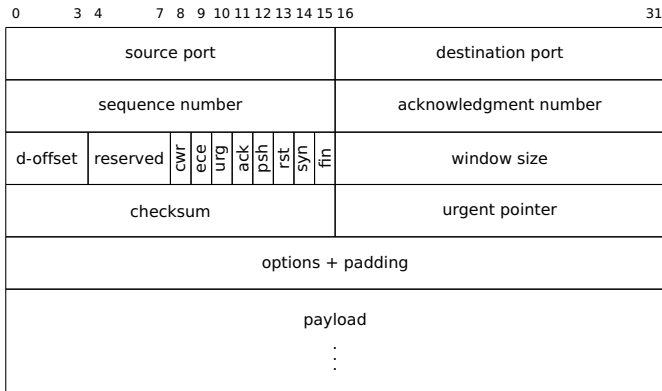 0 3 4 7 8 9 10 11 12 13 14 15 16 31
source port destination port
sequence number acknowledgment number
d-offset reserved cwr ece urg ack psh rst syn fin window size
checksum urgent pointer
options + padding
payload